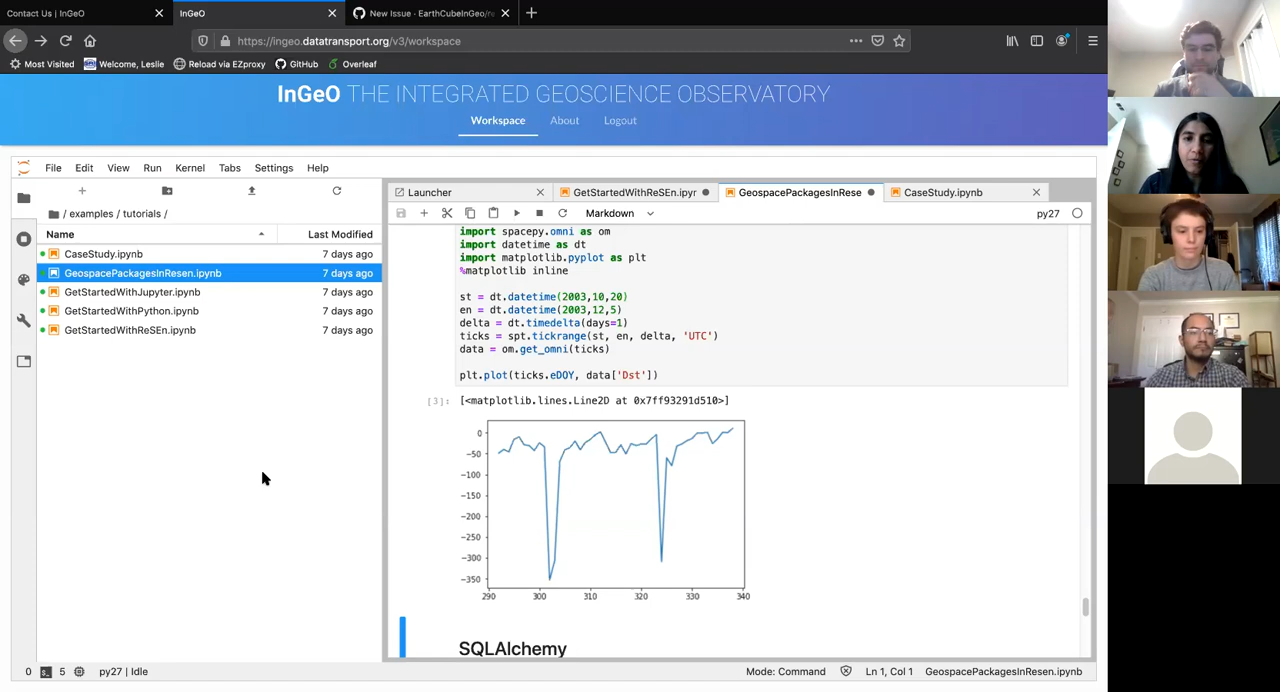 Contact Us | InGeO
InGeO
New Issue · EarthCubeInGeo/re
https://ingeo.datatransport.org/v3/workspace
Most Visited
Welcome, Leslie
Reload via EZproxy
GitHub
Overleaf
InGeO THE INTEGRATED GEOSCIENCE OBSERVATORY
Workspace
About
Logout
File Edit View Run Kernel Tabs Settings Help
/ examples / tutorials /
Name
Last Modified
CaseStudy.ipynb
7 days ago
GeospacePackagesInResen.ipynb
7 days ago
GetStartedWithJupyter.ipynb
7 days ago
GetStartedWithPython.ipynb
7 days ago
GetStartedWithReSEn.ipynb
7 days ago
Launcher
GetStartedWithReSEn.ipyr
GeospacePackagesInRese
CaseStudy.ipynb
Markdown
py27
import spacepy.omni as om
import datetime as dt
import matplotlib.pyplot as plt
%matplotlib inline
st = dt.datetime(2003,10,20)
en = dt.datetime(2003,12,5)
delta = dt.timedelta(days=1)
ticks = spt.tickrange(st, en, delta, 'UTC')
data = om.get_omni(ticks)
plt.plot(ticks.eDOY, data['Dst'])
[3]:
[<matplotlib.lines.Line2D at 0x7ff93291d510>]
0
−50
−100
−150
−200
−250
−300
−350
290 300 310 320 330 340
SQLAlchemy
0
5
py27 | Idle
Mode: Command
Ln 1, Col 1
GeospacePackagesInResen.ipynb